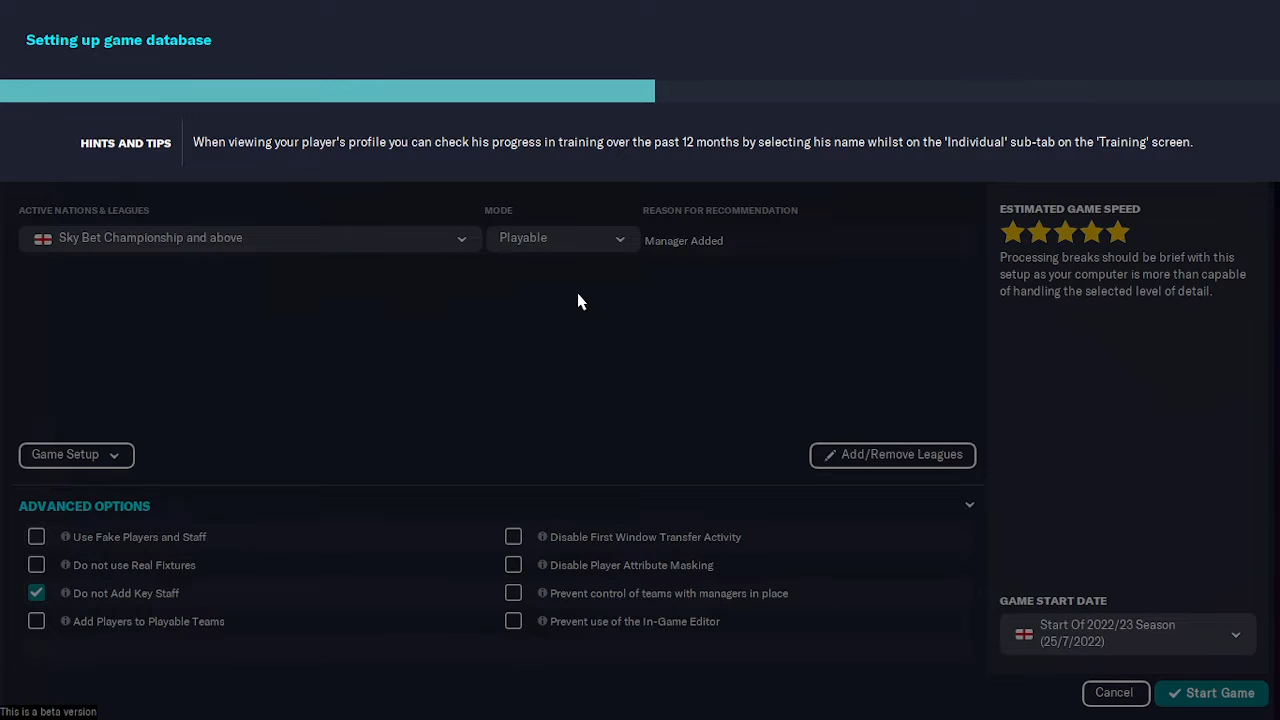 Setting up game database
HINTS AND TIPS
When viewing your player's profile you can check his progress in training over the past 12 months by selecting his name whilst on the 'Individual' sub-tab on the 'Training' screen.
ACTIVE NATIONS & LEAGUES
MODE
REASON FOR RECOMMENDATION
Sky Bet Championship and above
Playable
Manager Added
ESTIMATED GAME SPEED
Processing breaks should be brief with this
setup as your computer is more than capable
of handling the selected level of detail.
Game Setup
Add/Remove Leagues
ADVANCED OPTIONS
Use Fake Players and Staff
Disable First Window Transfer Activity
Do not use Real Fixtures
Disable Player Attribute Masking
Do not Add Key Staff
Prevent control of teams with managers in place
Add Players to Playable Teams
Prevent use of the In-Game Editor
GAME START DATE
Start Of 2022/23 Season
(25/7/2022)
Cancel
Start Game
This is a beta version